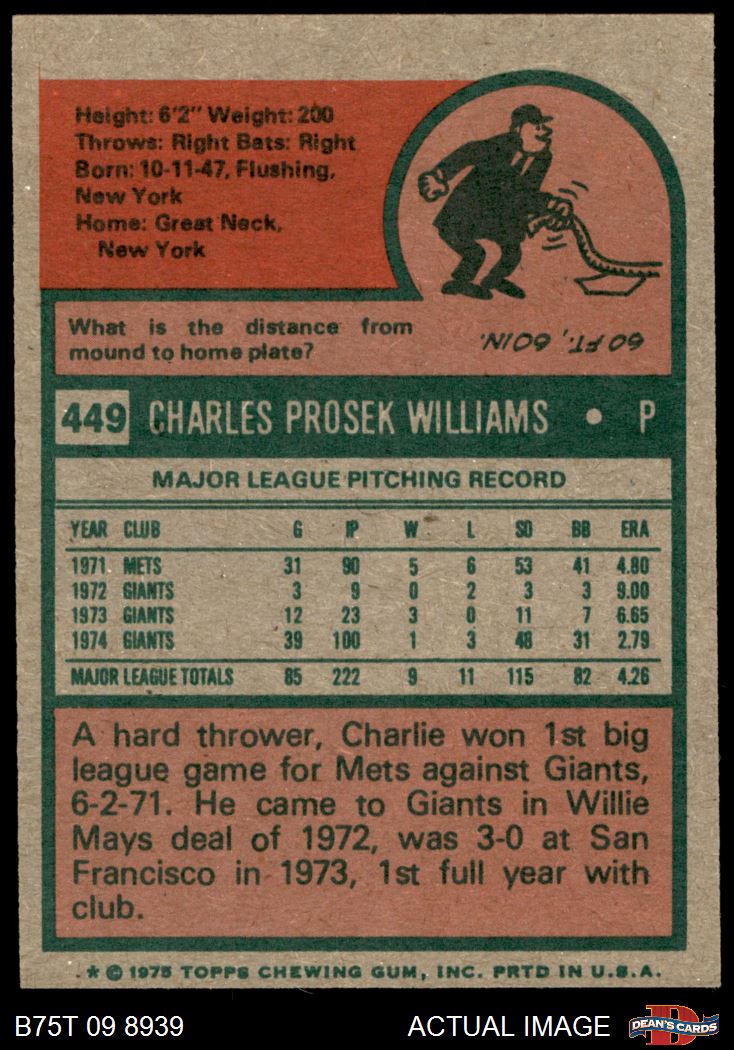 Height: 6'2" Weight: 200
Throws: Right Bats: Right
Born: 10-11-47, Flushing,
New York
Home: Great Neck,
New York
What is the distance from
mound to home plate?
60 FT., 60 IN.
449 CHARLES PROSEK WILLIAMS • P
MAJOR LEAGUE PITCHING RECORD
YEAR CLUB G IP W L SO BB ERA
1971 METS 31 90 5 6 53 41 4.80
1972 GIANTS 3 9 0 2 3 3 9.00
1973 GIANTS 12 23 3 0 11 7 6.65
1974 GIANTS 39 100 1 3 48 31 2.79
MAJOR LEAGUE TOTALS 85 222 9 11 115 82 4.26
A hard thrower, Charlie won 1st big
league game for Mets against Giants,
6-2-71. He came to Giants in Willie
Mays deal of 1972, was 3-0 at San
Francisco in 1973, 1st full year with
club.
* © 1975 TOPPS CHEWING GUM, INC. PRTD IN U.S.A.
B75T 09 8939 ACTUAL IMAGE DEAN'S CARDS